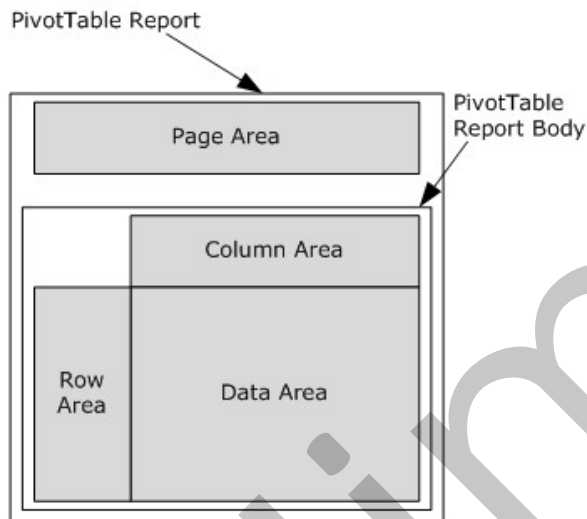 PivotTable Report
PivotTable
Report Body
Page Area
Column Area
Row
Area
Data Area